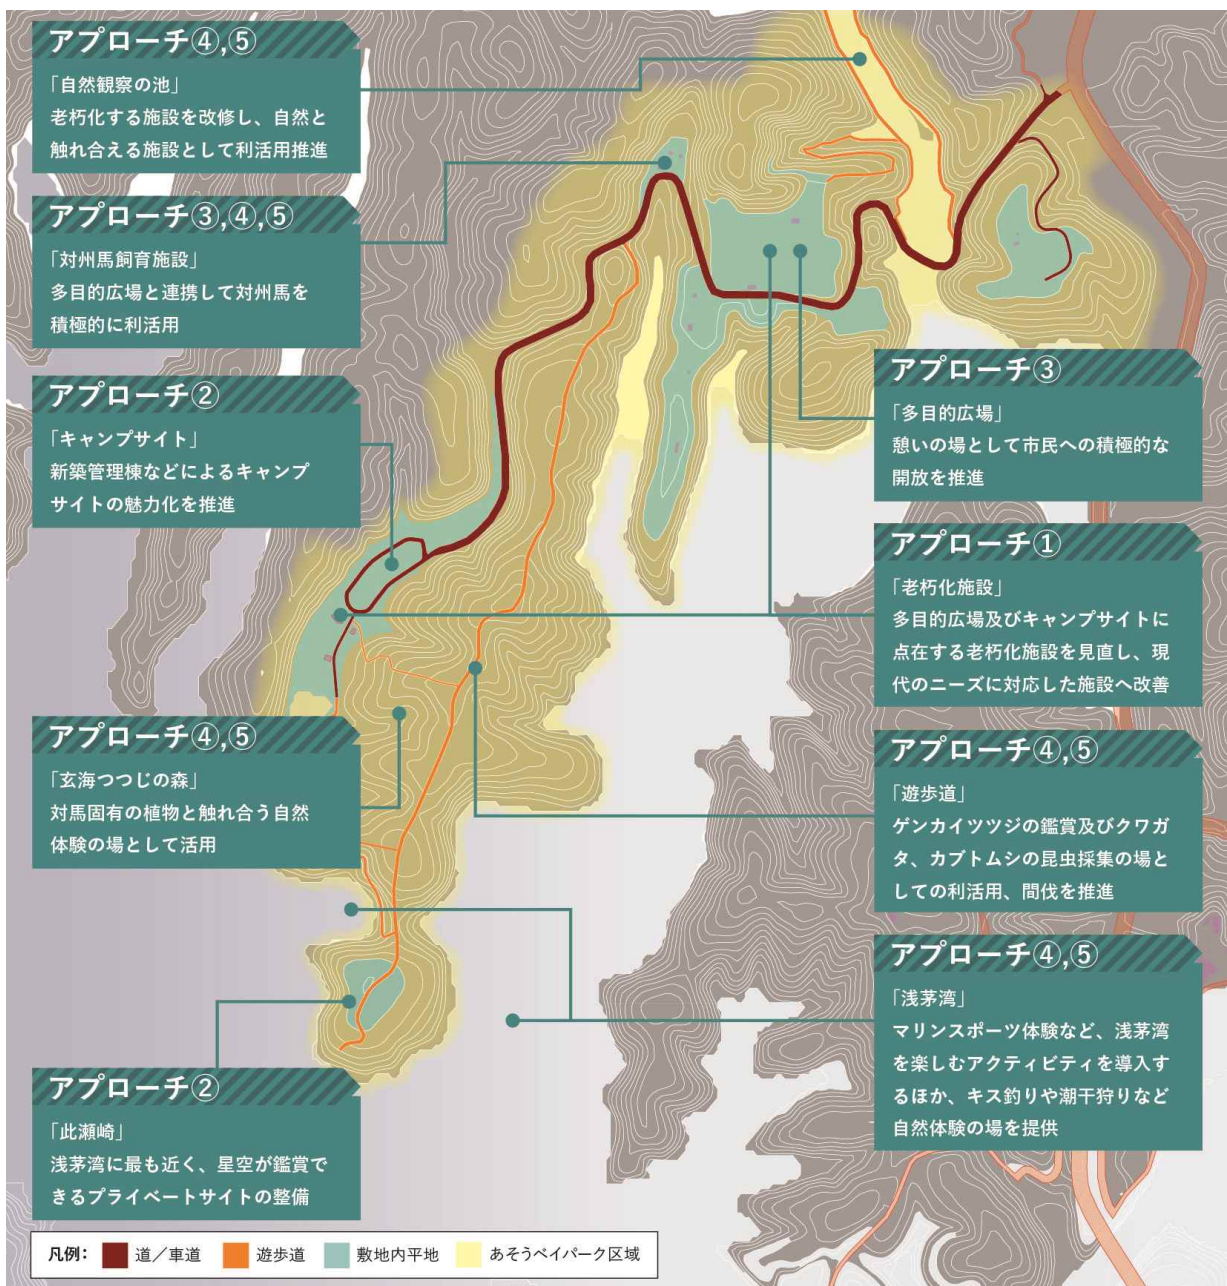 アプローチ④,⑤
「自然観察の池」
老朽化する施設を改修し、自然と
触れ合える施設として利活用推進
アプローチ③,④,⑤
「対州馬飼育施設」
多目的広場と連携して対州馬を
積極的に利活用
アプローチ②
「キャンプサイト」
新築管理棟などによるキャンプ
サイトの魅力化を推進
アプローチ④,⑤
「玄海つつじの森」
対馬固有の植物と触れ合う自然
体験の場として活用
アプローチ②
「此瀬崎」
浅茅湾に最も近く、星空が鑑賞で
きるプライベートサイトの整備
アプローチ③
「多目的広場」
憩いの場として市民への積極的な
開放を推進
アプローチ①
「老朽化施設」
多目的広場及びキャンプサイトに
点在する老朽化施設を見直し、現
代のニーズに対応した施設へ改善
アプローチ④,⑤
「遊歩道」
ゲンカイツツジの鑑賞及びクワガ
タ、カブトムシの昆虫採集の場と
しての利活用、間伐を推進
アプローチ④,⑤
「浅茅湾」
マリンスポーツ体験など、浅茅湾
を楽しむアクティビティを導入す
るほか、キス釣りや潮干狩りなど
自然体験の場を提供
凡例： 道／車道 遊歩道 敷地内平地 あそうベイパーク区域